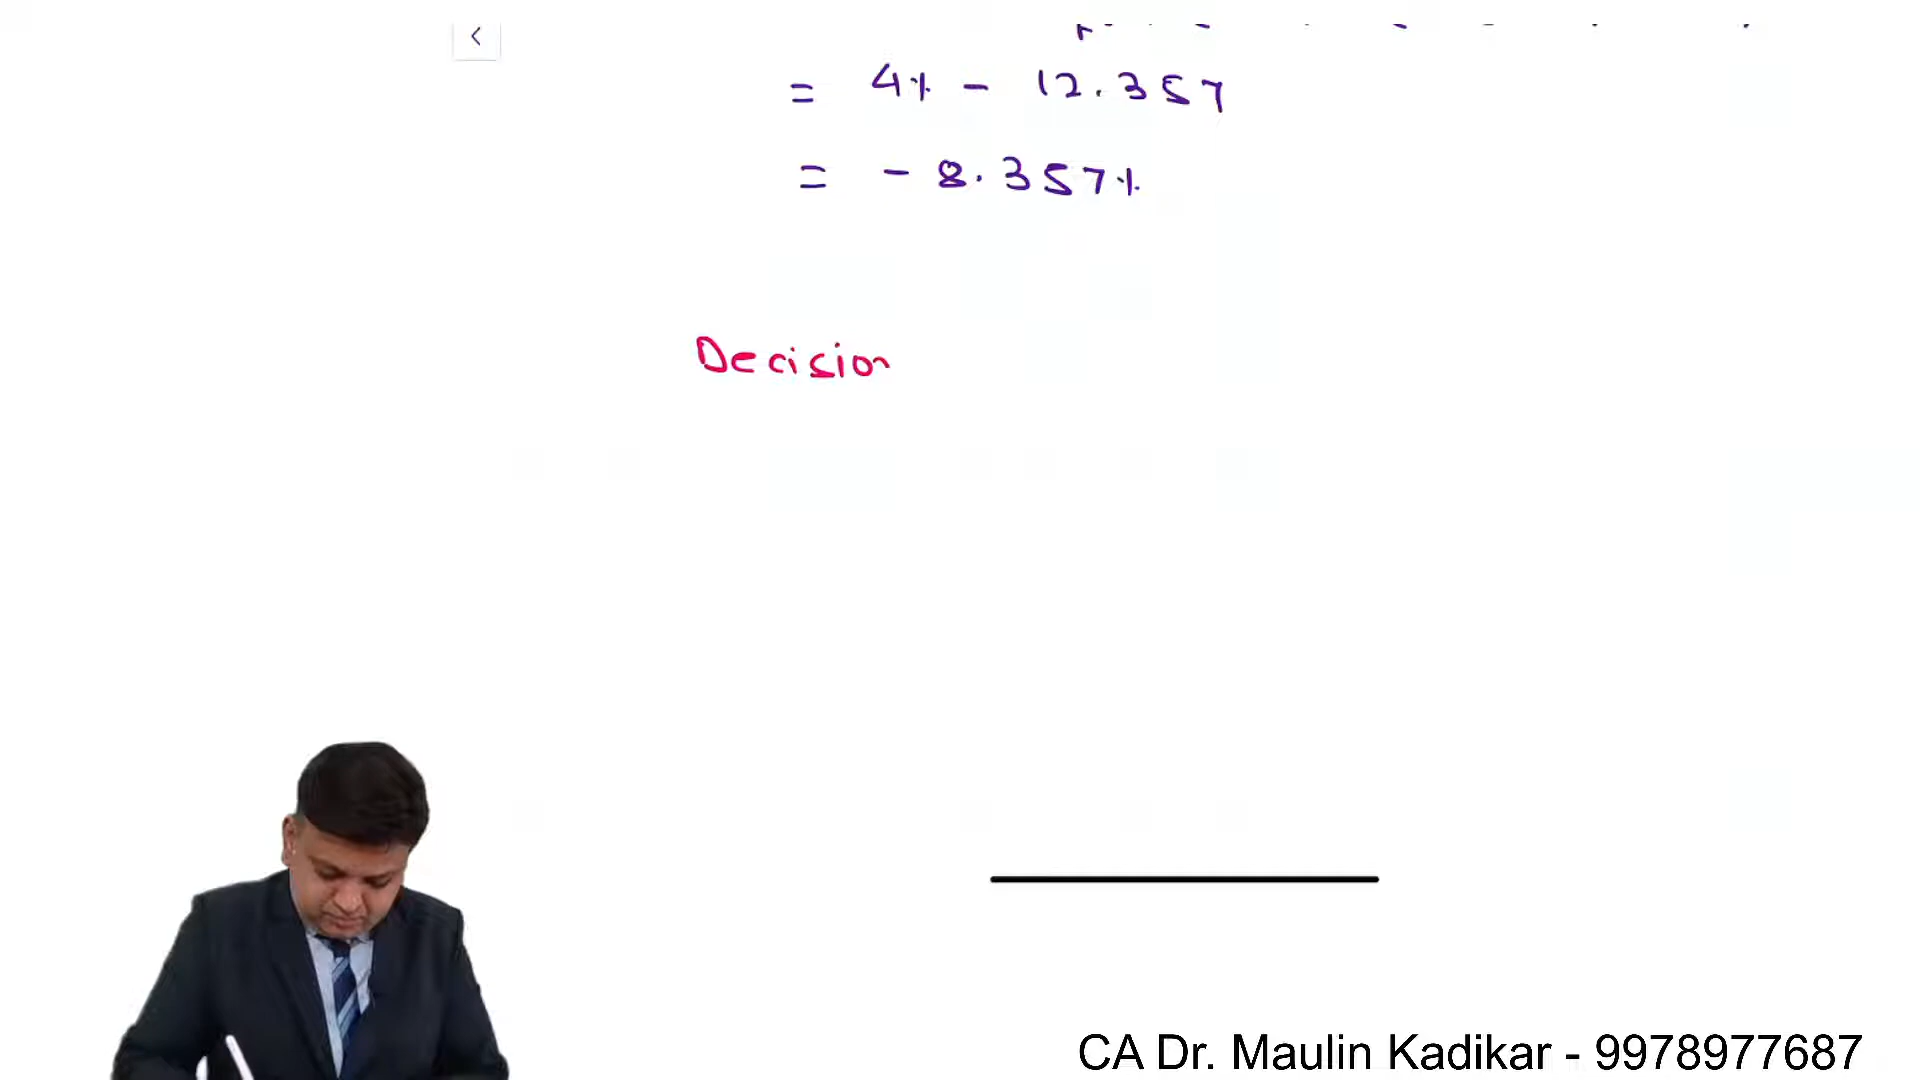 = 4% - 12.357
= - 8.357%
Decision
CA Dr. Maulin Kadikar - 9978977687